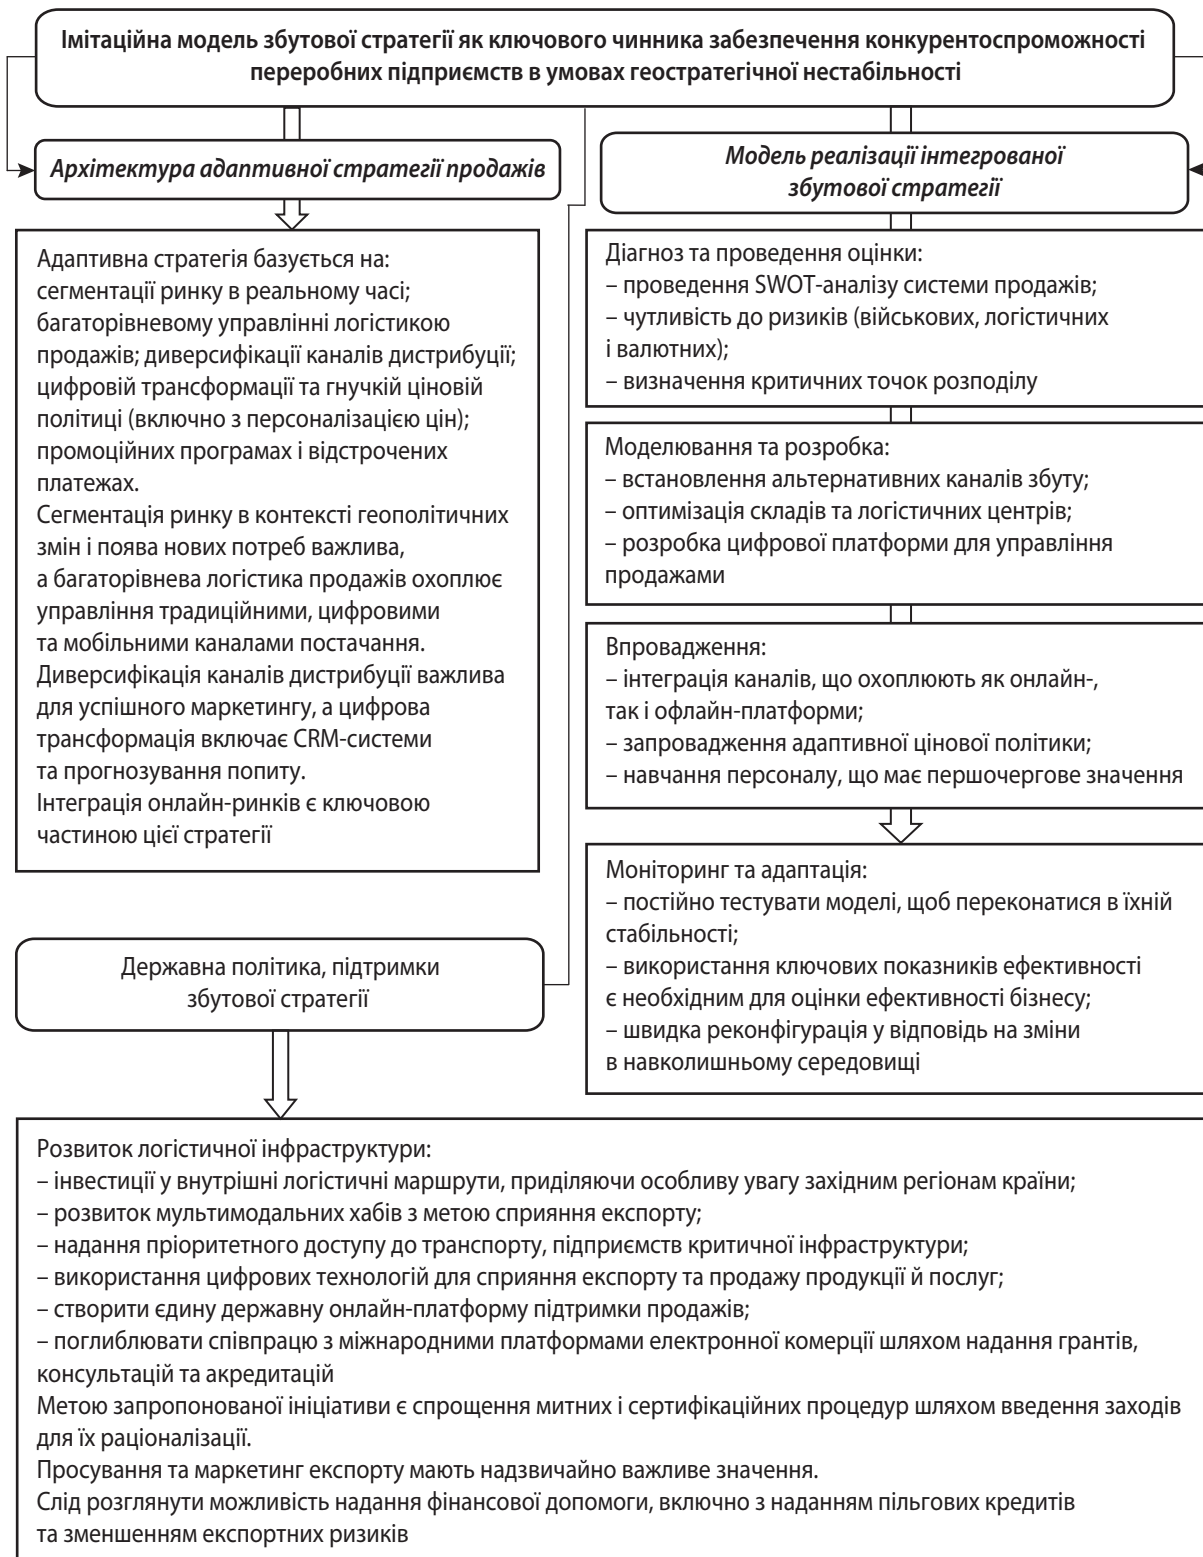 Імітаційна модель збутової стратегії як ключового чинника забезпечення конкурентоспроможності
переробних підприємств в умовах геостратегічної нестабільності
Архітектура адаптивної стратегії продажів
Модель реалізації інтегрованої
збутової стратегії
Адаптивна стратегія базується на:
сегментації ринку в реальному часі;
багаторівневому управлінні логістикою
продажів; диверсифікації каналів дистрибуції;
цифровій трансформації та гнучкій ціновій
політиці (включно з персоналізацією цін);
промоційних програмах і відстрочених
платежах.
Сегментація ринку в контексті геополітичних
змін і поява нових потреб важлива,
а багаторівнева логістика продажів охоплює
управління традиційними, цифровими
та мобільними каналами постачання.
Диверсифікація каналів дистрибуції важлива
для успішного маркетингу, а цифрова
трансформація включає CRM-системи
та прогнозування попиту.
Інтеграція онлайн-ринків є ключовою
частиною цієї стратегії
Діагноз та проведення оцінки:
– проведення SWOT-аналізу системи продажів;
– чутливість до ризиків (військових, логістичних
і валютних);
– визначення критичних точок розподілу
Моделювання та розробка:
– встановлення альтернативних каналів збуту;
– оптимізація складів та логістичних центрів;
– розробка цифрової платформи для управління
продажами
Впровадження:
– інтеграція каналів, що охоплюють як онлайн-,
так і офлайн-платформи;
– запровадження адаптивної цінової політики;
– навчання персоналу, що має першочергове значення
Моніторинг та адаптація:
– постійно тестувати моделі, щоб переконатися в їхній
стабільності;
– використання ключових показників ефективності
є необхідним для оцінки ефективності бізнесу;
– швидка реконфігурація у відповідь на зміни
в навколишньому середовищі
Державна політика, підтримки
збутової стратегії
Розвиток логістичної інфраструктури:
– інвестиції у внутрішні логістичні маршрути, приділяючи особливу увагу західним регіонам країни;
– розвиток мультимодальних хабів з метою сприяння експорту;
– надання пріоритетного доступу до транспорту, підприємств критичної інфраструктури;
– використання цифрових технологій для сприяння експорту та продажу продукції й послуг;
– створити єдину державну онлайн-платформу підтримки продажів;
– поглиблювати співпрацю з міжнародними платформами електронної комерції шляхом надання грантів,
консультацій та акредитацій
Метою запропонованої ініціативи є спрощення митних і сертифікаційних процедур шляхом введення заходів
для їх раціоналізації.
Просування та маркетинг експорту мають надзвичайно важливе значення.
Слід розглянути можливість надання фінансової допомоги, включно з наданням пільгових кредитів
та зменшенням експортних ризиків